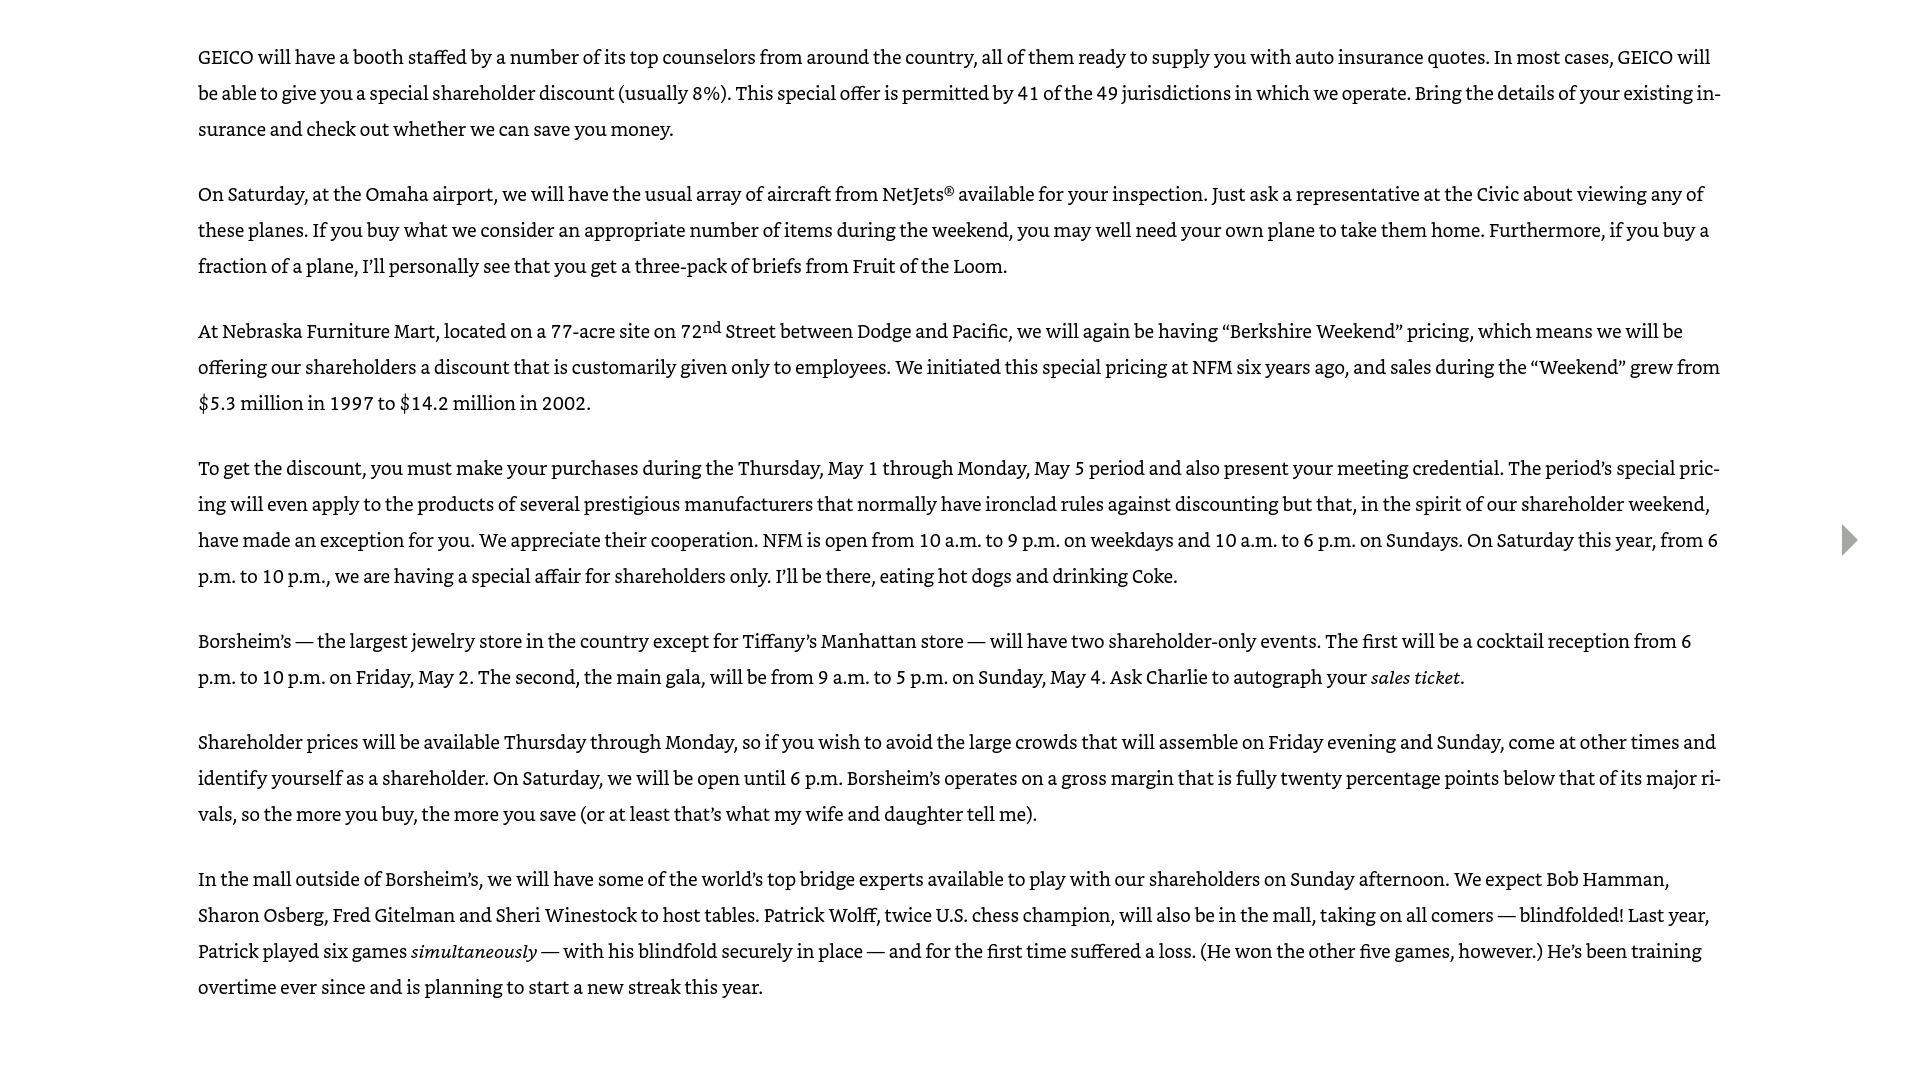 GEICO will have a booth staffed by a number of its top counselors from around the country, all of them ready to supply you with auto insurance quotes. In most cases, GEICO will
be able to give you a special shareholder discount (usually 8%). This special offer is permitted by 41 of the 49 jurisdictions in which we operate. Bring the details of your existing in-
surance and check out whether we can save you money.
On Saturday, at the Omaha airport, we will have the usual array of aircraft from NetJets® available for your inspection. Just ask a representative at the Civic about viewing any of
these planes. If you buy what we consider an appropriate number of items during the weekend, you may well need your own plane to take them home. Furthermore, if you buy a
fraction of a plane, I’ll personally see that you get a three-pack of briefs from Fruit of the Loom.
At Nebraska Furniture Mart, located on a 77-acre site on 72nd Street between Dodge and Pacific, we will again be having “Berkshire Weekend” pricing, which means we will be
offering our shareholders a discount that is customarily given only to employees. We initiated this special pricing at NFM six years ago, and sales during the “Weekend” grew from
$5.3 million in 1997 to $14.2 million in 2002.
To get the discount, you must make your purchases during the Thursday, May 1 through Monday, May 5 period and also present your meeting credential. The period’s special pric-
ing will even apply to the products of several prestigious manufacturers that normally have ironclad rules against discounting but that, in the spirit of our shareholder weekend,
have made an exception for you. We appreciate their cooperation. NFM is open from 10 a.m. to 9 p.m. on weekdays and 10 a.m. to 6 p.m. on Sundays. On Saturday this year, from 6
p.m. to 10 p.m., we are having a special affair for shareholders only. I’ll be there, eating hot dogs and drinking Coke.
Borsheim’s — the largest jewelry store in the country except for Tiffany’s Manhattan store — will have two shareholder-only events. The first will be a cocktail reception from 6
p.m. to 10 p.m. on Friday, May 2. The second, the main gala, will be from 9 a.m. to 5 p.m. on Sunday, May 4. Ask Charlie to autograph your sales ticket.
Shareholder prices will be available Thursday through Monday, so if you wish to avoid the large crowds that will assemble on Friday evening and Sunday, come at other times and
identify yourself as a shareholder. On Saturday, we will be open until 6 p.m. Borsheim’s operates on a gross margin that is fully twenty percentage points below that of its major ri-
vals, so the more you buy, the more you save (or at least that’s what my wife and daughter tell me).
In the mall outside of Borsheim’s, we will have some of the world’s top bridge experts available to play with our shareholders on Sunday afternoon. We expect Bob Hamman,
Sharon Osberg, Fred Gitelman and Sheri Winestock to host tables. Patrick Wolff, twice U.S. chess champion, will also be in the mall, taking on all comers — blindfolded! Last year,
Patrick played six games simultaneously — with his blindfold securely in place — and for the first time suffered a loss. (He won the other five games, however.) He’s been training
overtime ever since and is planning to start a new streak this year.